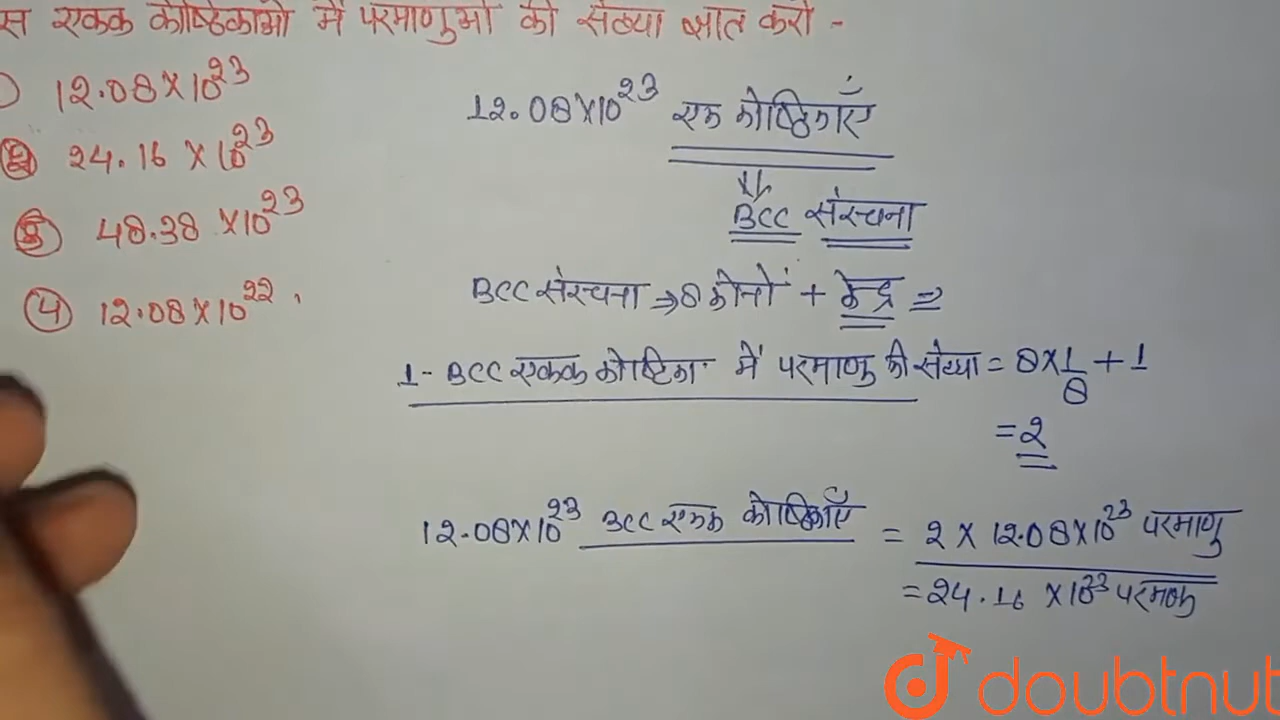 स एकक कोष्ठिकाओं में परमाणुओं की संख्या ज्ञात करो -
12.08×10²³
24.16 ×10²³
48.38 ×10²³
(4) 12.08×10²² .
12.08×10²³ एक कोष्ठिकाएँ
BCC संरचना
BCC संरचना ⇒ 8 कोनों + केन्द्र =
1- BCC एकक कोष्टिका में परमाणु की संख्या = 8×1/8 + 1
= 2
12.08×10²³ BCC एकक कोष्ठिकाएँ = 2 × 12.08×10²³ परमाणु
= 24.16 ×10²³ परमाणु
doubtnut